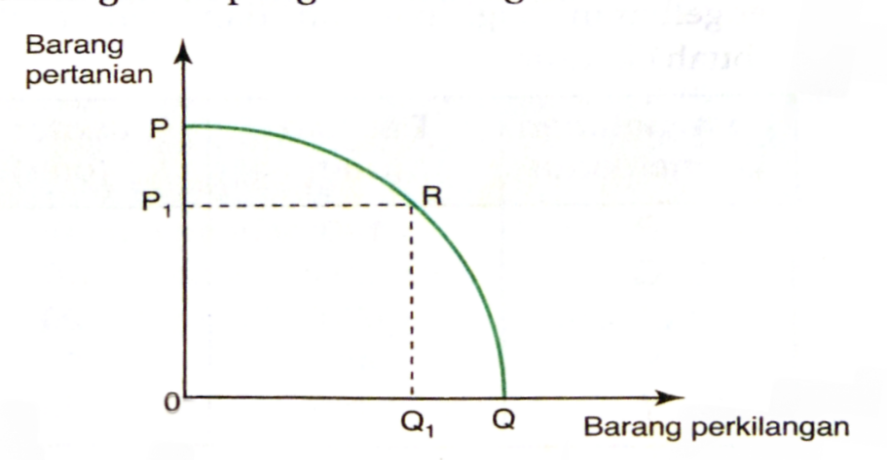 Barang
pertanian
P
P₁
R
0
Q₁
Q
Barang perkilangan